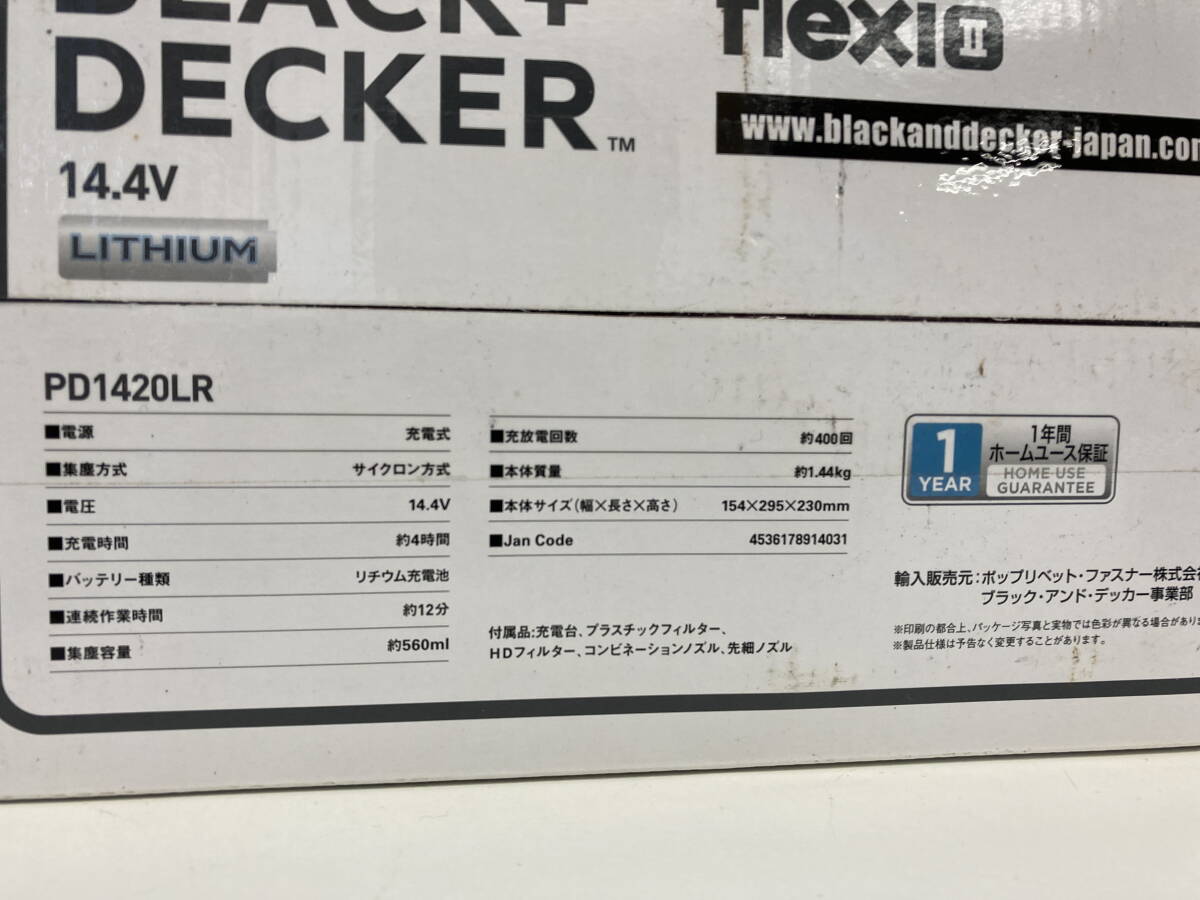 BLACK+
DECKER™
14.4V
LITHIUM
flexi II
www.blackanddecker-japan.com
PD1420LR
■電源 充電式
■集塵方式 サイクロン方式
■電圧 14.4V
■充電時間 約4時間
■バッテリー種類 リチウム充電池
■連続作業時間 約12分
■集塵容量 約560ml
■充放電回数 約400回
■本体質量 約1.44kg
■本体サイズ(幅×長さ×高さ) 154×295×230mm
■Jan Code 4536178914031
付属品:充電台、プラスチックフィルター、
HDフィルター、コンビネーションノズル、先細ノズル
1
YEAR
1年間
ホームユース保証
HOME USE
GUARANTEE
輸入販売元:ポップリベット・ファスナー株式会社
ブラック・アンド・デッカー事業部
※印刷の都合上、パッケージ写真と実物では色彩が異なる場合があり
※製品仕様は予告なく変更することがあります。